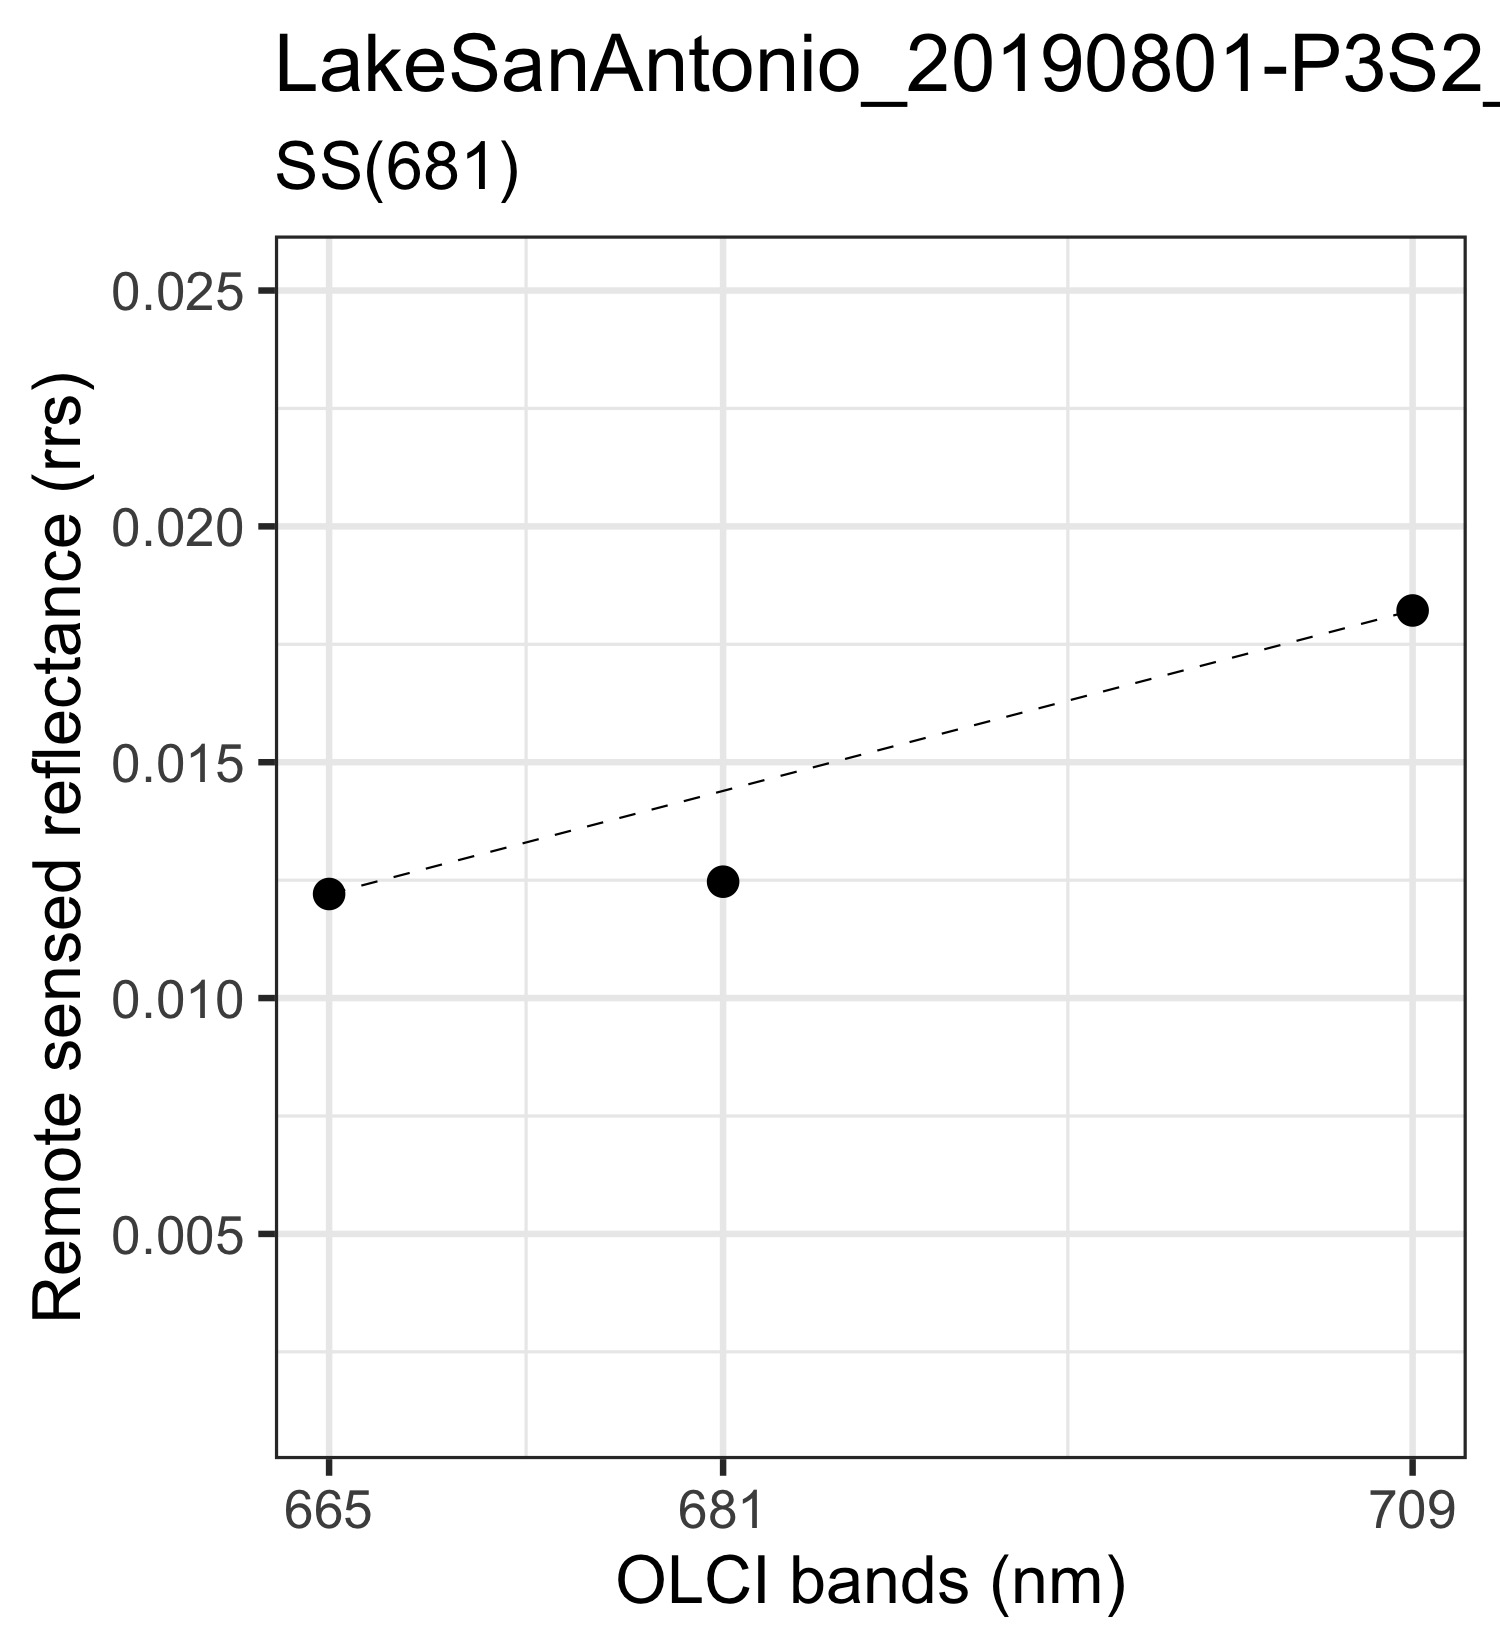 LakeSanAntonio_20190801-P3S2_
SS(681)
Remote sensed reflectance (rrs)
0.025
0.020
0.015
0.010
0.005
665 681 709
OLCI bands (nm)